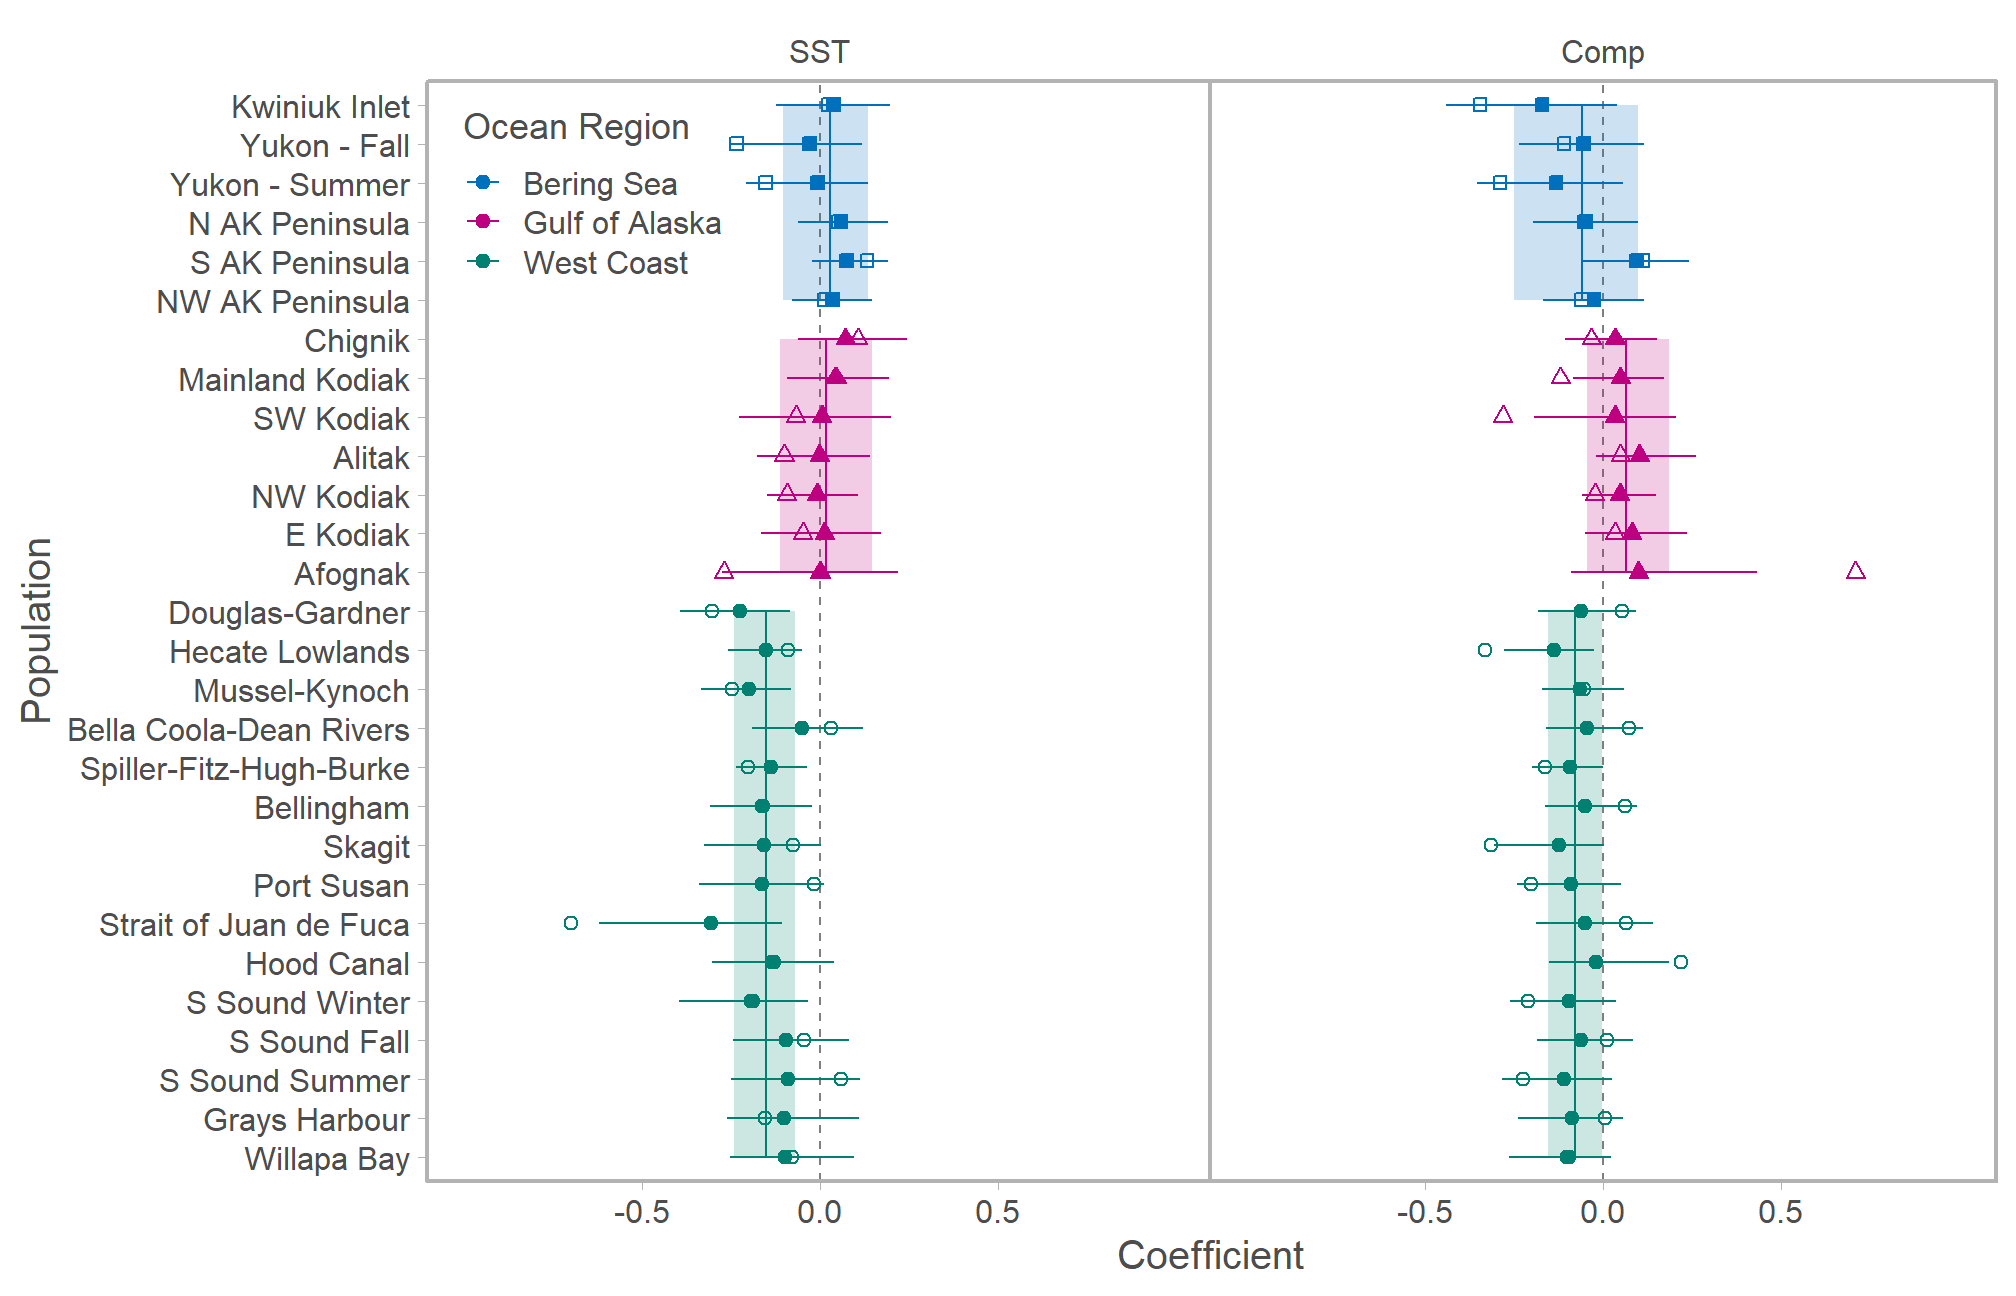 SST
Comp
Ocean Region
Bering Sea
Gulf of Alaska
West Coast
Population
Kwiniuk Inlet
Yukon - Fall
Yukon - Summer
N AK Peninsula
S AK Peninsula
NW AK Peninsula
Chignik
Mainland Kodiak
SW Kodiak
Alitak
NW Kodiak
E Kodiak
Afognak
Douglas-Gardner
Hecate Lowlands
Mussel-Kynoch
Bella Coola-Dean Rivers
Spiller-Fitz-Hugh-Burke
Bellingham
Skagit
Port Susan
Strait of Juan de Fuca
Hood Canal
S Sound Winter
S Sound Fall
S Sound Summer
Grays Harbour
Willapa Bay
-0.5 0.0 0.5
-0.5 0.0 0.5
Coefficient